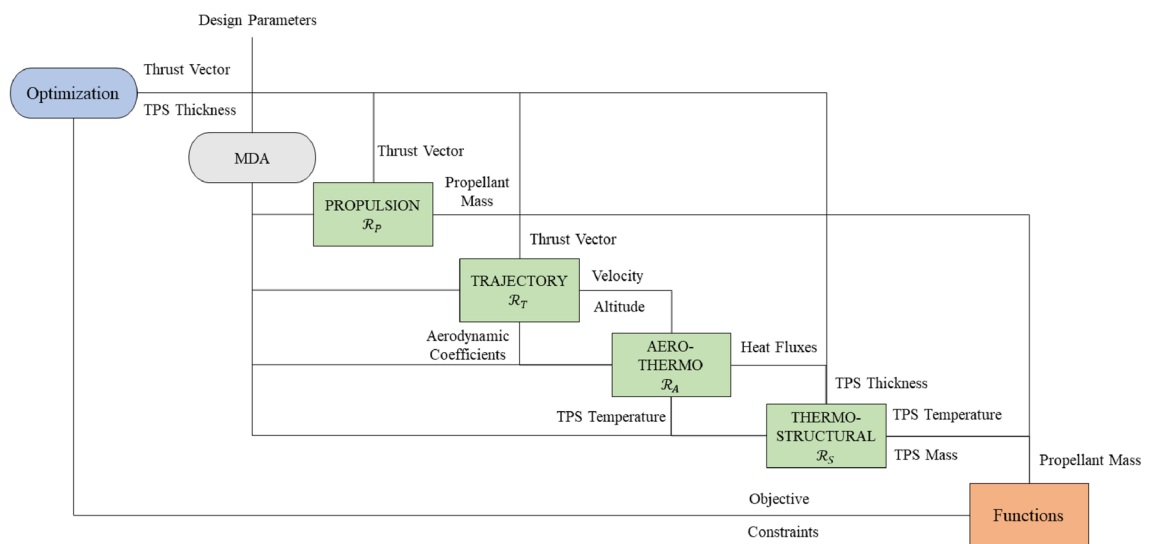 Design Parameters
Thrust Vector
Optimization
TPS Thickness
MDA
Thrust Vector
Propellant
Mass
PROPULSION
ℛ_P
Thrust Vector
TRAJECTORY
ℛ_T
Velocity
Altitude
Aerodynamic
Coefficients
AERO-
THERMO
ℛ_A
Heat Fluxes
TPS Thickness
TPS Temperature
THERMO-
STRUCTURAL
ℛ_S
TPS Temperature
TPS Mass
Propellant Mass
Objective
Constraints
Functions